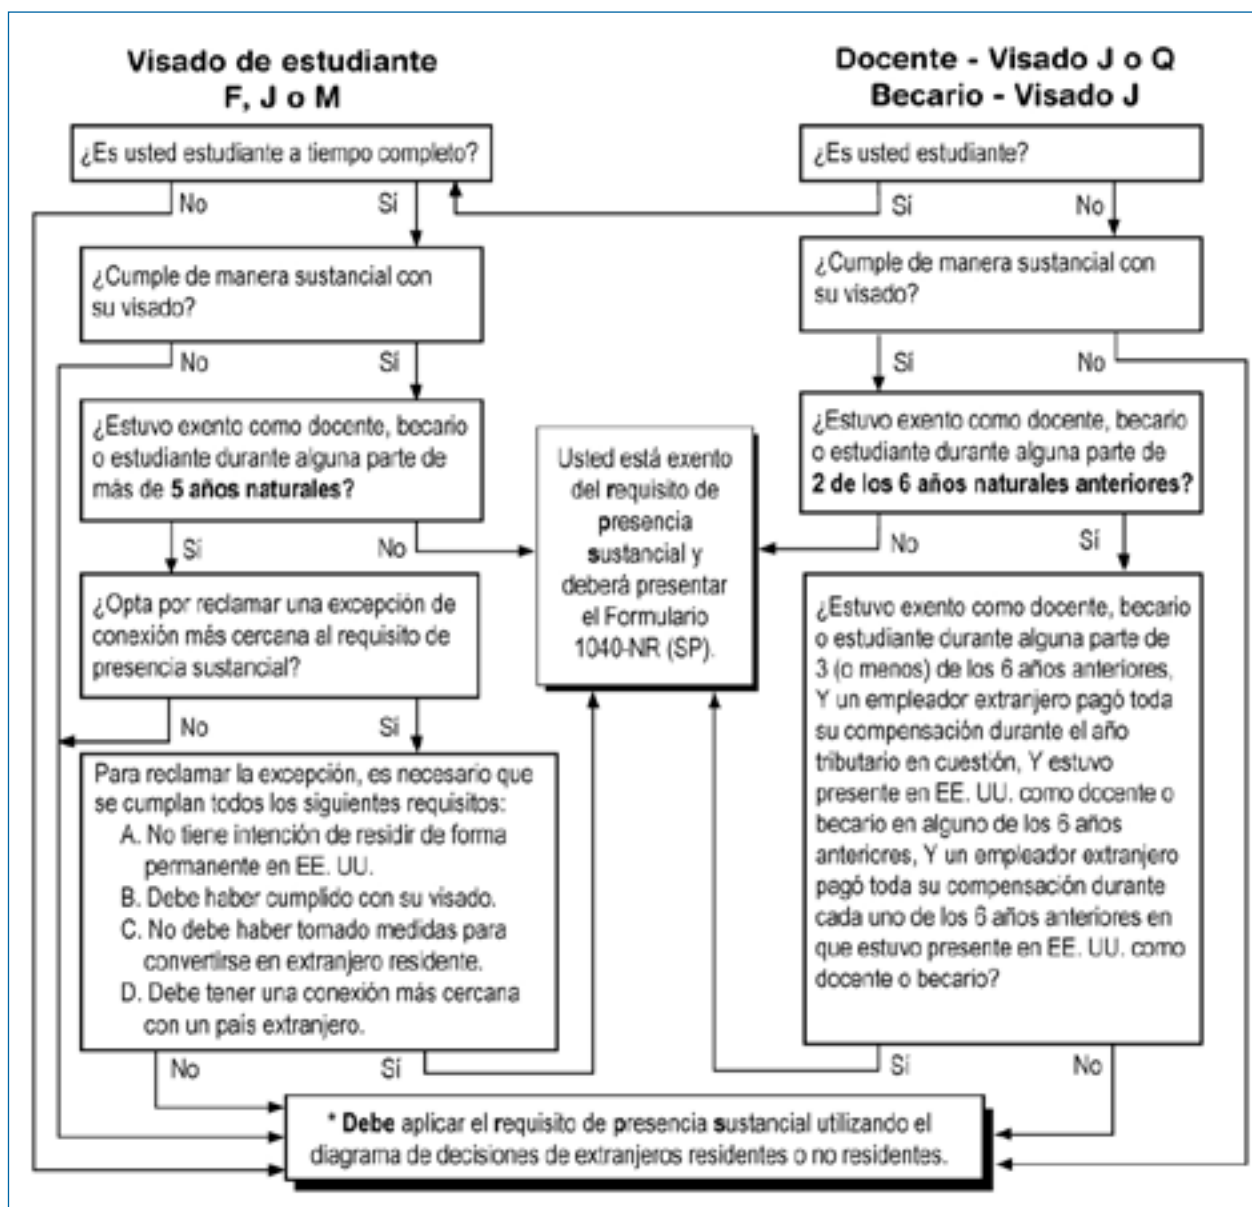 Visado de estudiante
F, J o M
¿Es usted estudiante a tiempo completo?
No
Sí
¿Cumple de manera sustancial con
su visado?
No
Sí
¿Estuvo exento como docente, becario
o estudiante durante alguna parte de
más de 5 años naturales?
Sí
No
¿Opta por reclamar una excepción de
conexión más cercana al requisito de
presencia sustancial?
No
Sí
Para reclamar la excepción, es necesario que
se cumplan todos los siguientes requisitos:
A. No tiene intención de residir de forma
permanente en EE. UU.
B. Debe haber cumplido con su visado.
C. No debe haber tomado medidas para
convertirse en extranjero residente.
D. Debe tener una conexión más cercana
con un país extranjero.
No
Sí
Usted está exento
del requisito de
presencia
sustancial y
deberá presentar
el Formulario
1040-NR (SP).
Docente - Visado J o Q
Becario - Visado J
¿Es usted estudiante?
Sí
No
¿Cumple de manera sustancial con
su visado?
Sí
No
¿Estuvo exento como docente, becario
o estudiante durante alguna parte de
2 de los 6 años naturales anteriores?
No
Sí
¿Estuvo exento como docente, becario
o estudiante durante alguna parte de
3 (o menos) de los 6 años anteriores,
Y un empleador extranjero pagó toda
su compensación durante el año
tributario en cuestión, Y estuvo
presente en EE. UU. como docente o
becario en alguno de los 6 años
anteriores, Y un empleador extranjero
pagó toda su compensación durante
cada uno de los 6 años anteriores en
que estuvo presente en EE. UU. como
docente o becario?
Sí
No
* Debe aplicar el requisito de presencia sustancial utilizando el
diagrama de decisiones de extranjeros residentes o no residentes.